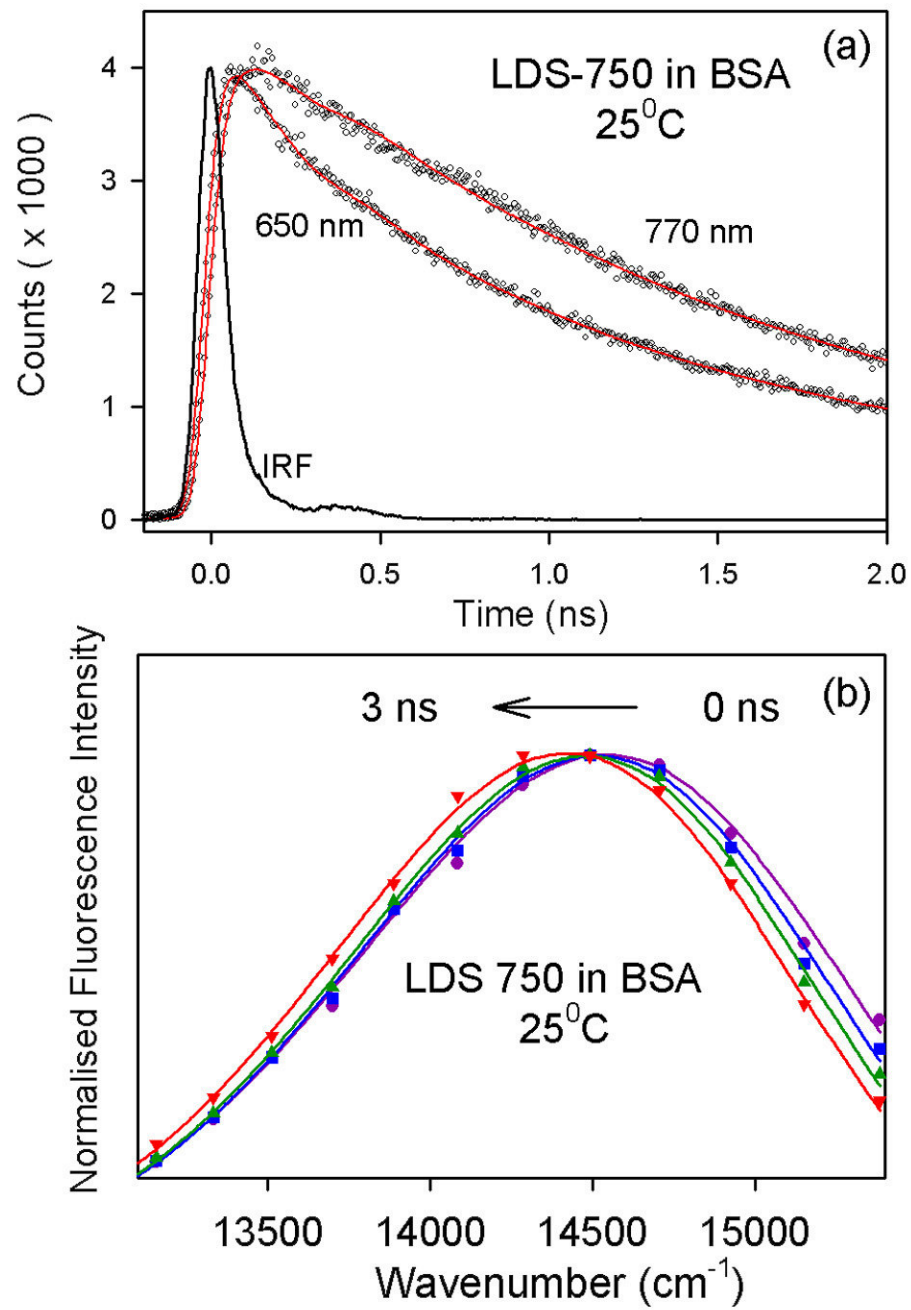 (a)
LDS-750 in BSA
25⁰C
650 nm
770 nm
IRF
Counts ( x 1000)
4
3
2
1
0
0.0 0.5 1.0 1.5 2.0
Time (ns)
(b)
3 ns 0 ns
LDS 750 in BSA
25⁰C
Normalised Fluorescence Intensity
13500 14000 14500 15000
Wavenumber (cm⁻¹)